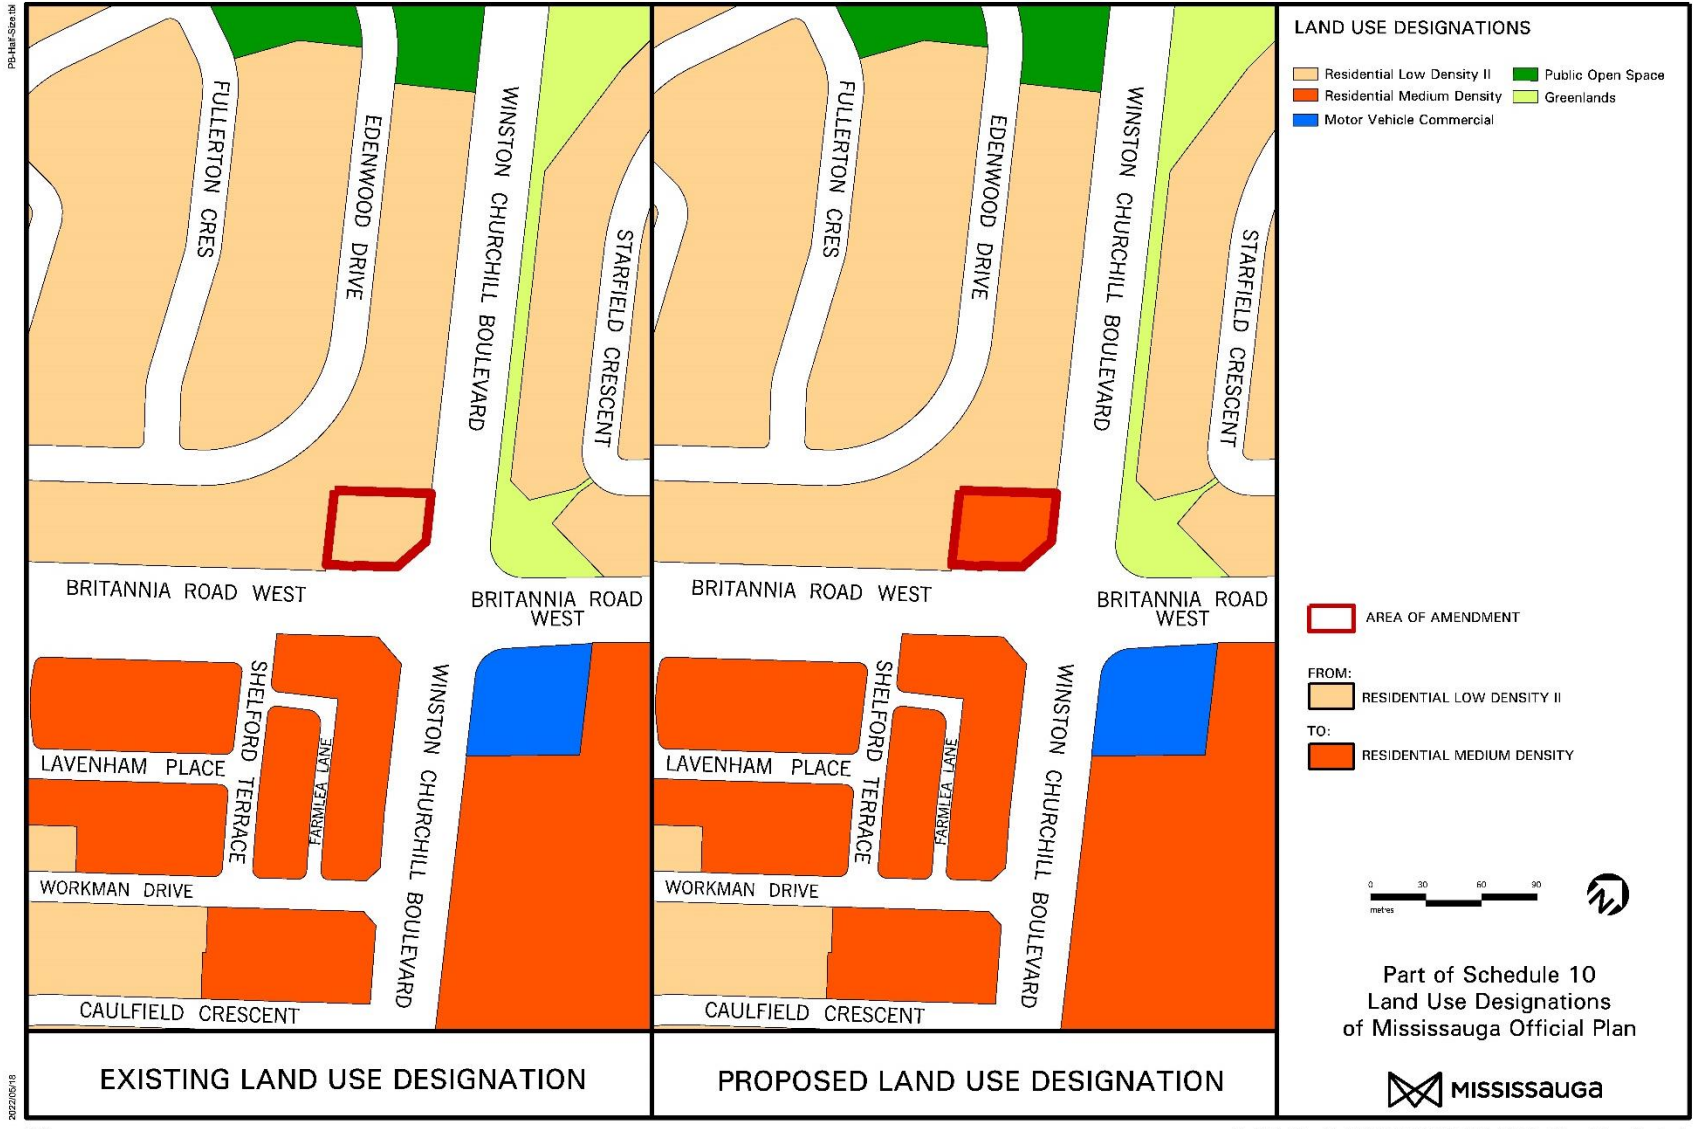 PB-Half-Size.tbl
FULLERTON CRES
EDENWOOD DRIVE
WINSTON CHURCHILL BOULEVARD
STARFIELD CRESCENT
BRITANNIA ROAD WEST
BRITANNIA ROAD
WEST
SHELFORD TERRACE
FARMLEA LANE
WINSTON CHURCHILL BOULEVARD
LAVENHAM PLACE
WORKMAN DRIVE
CAULFIELD CRESCENT
EXISTING LAND USE DESIGNATION
FULLERTON CRES
EDENWOOD DRIVE
WINSTON CHURCHILL BOULEVARD
STARFIELD CRESCENT
BRITANNIA ROAD WEST
BRITANNIA ROAD
WEST
SHELFORD TERRACE
FARMLEA LANE
WINSTON CHURCHILL BOULEVARD
LAVENHAM PLACE
WORKMAN DRIVE
CAULFIELD CRESCENT
PROPOSED LAND USE DESIGNATION
LAND USE DESIGNATIONS
Residential Low Density II
Public Open Space
Residential Medium Density
Greenlands
Motor Vehicle Commercial
AREA OF AMENDMENT
FROM:
RESIDENTIAL LOW DENSITY II
TO:
RESIDENTIAL MEDIUM DENSITY
0 30 60 90
metres
Part of Schedule 10
Land Use Designations
of Mississauga Official Plan
MISSISSAUGA
2022/05/18